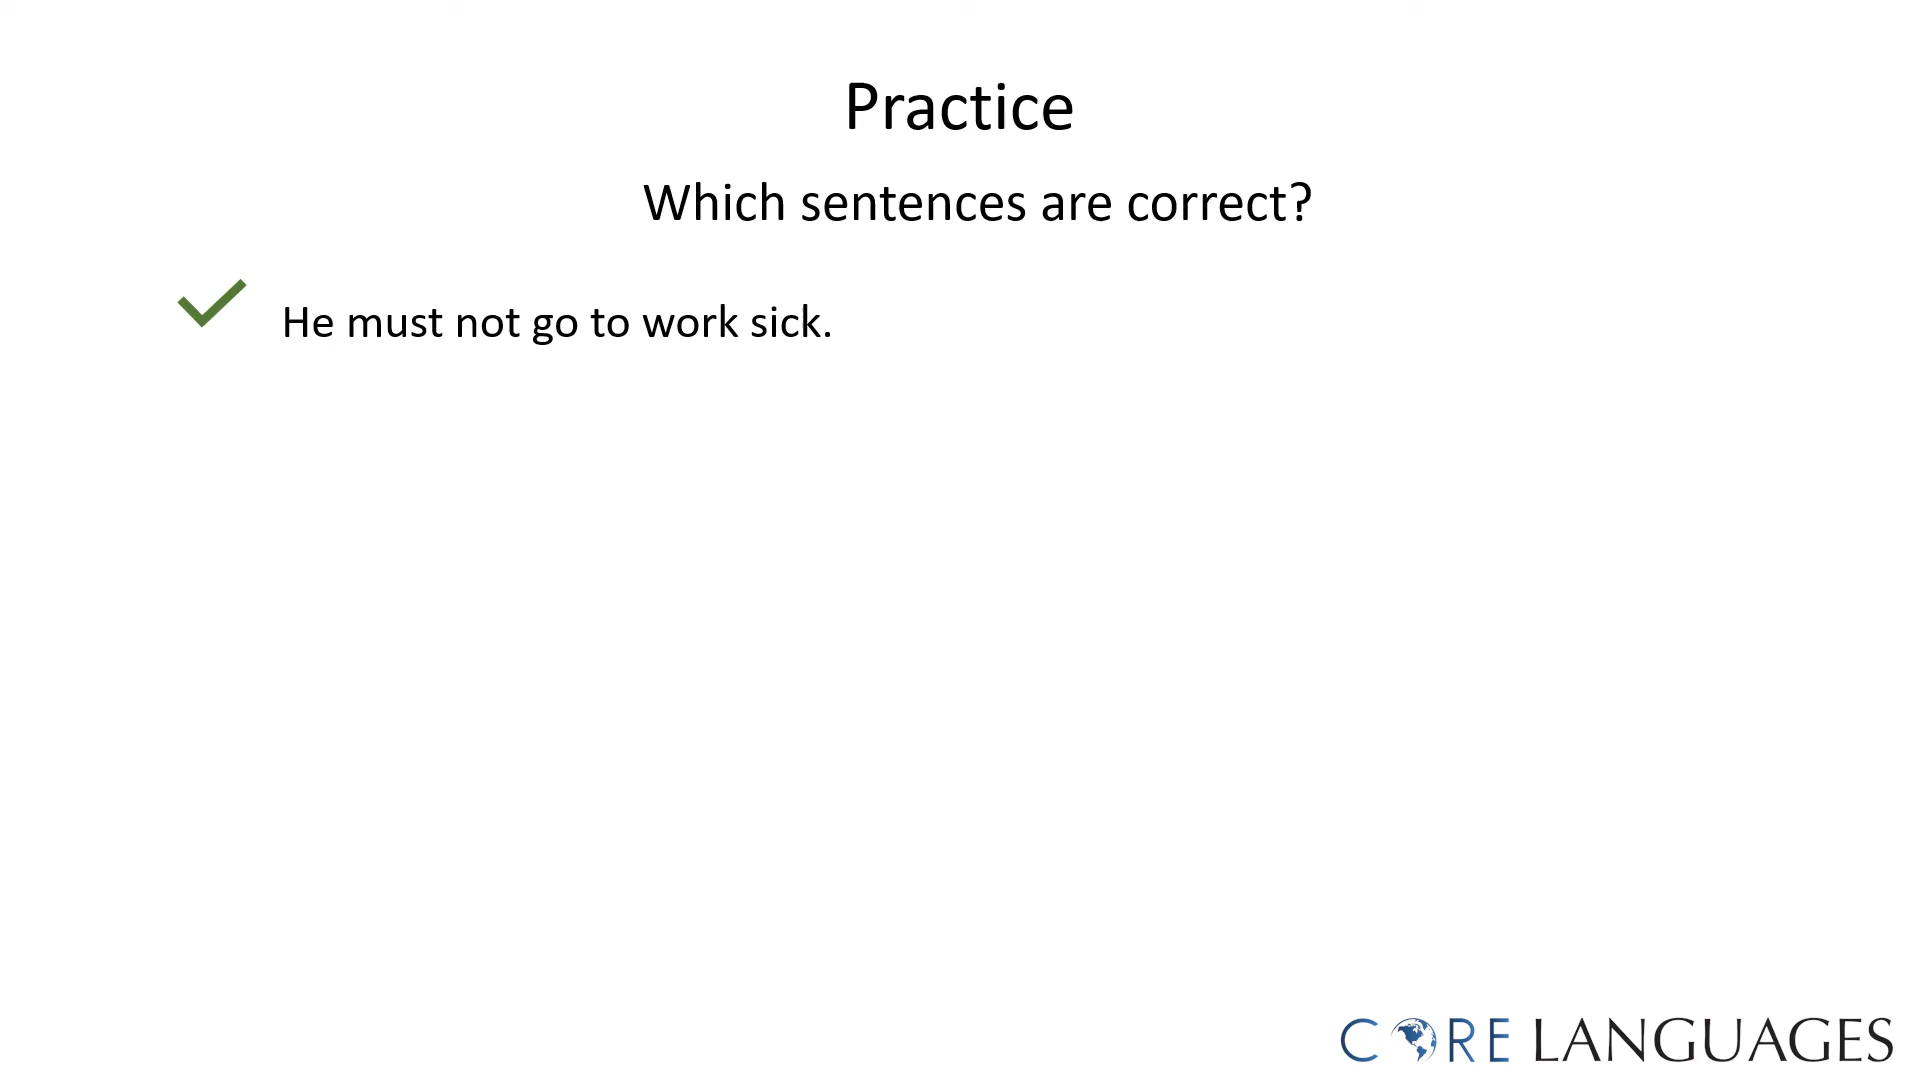 Practice
Which sentences are correct?
He must not go to work sick.
CORE LANGUAGES